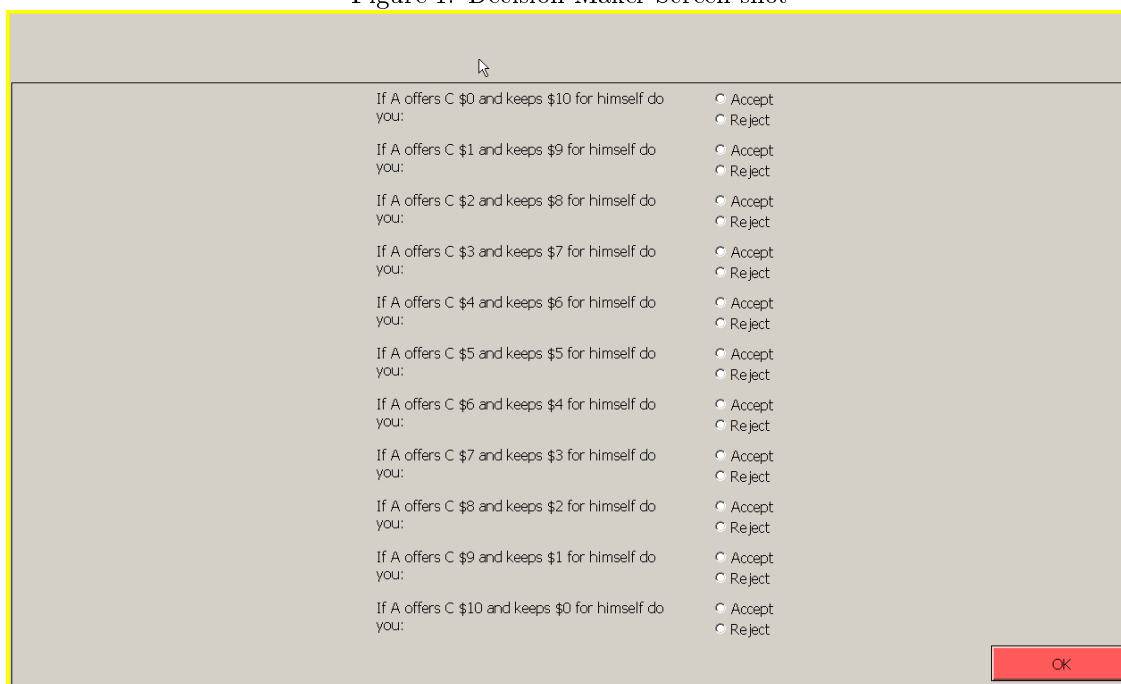 Figure 1: Decision Maker Screen shot
If A offers C $0 and keeps $10 for himself do
you:
Accept
Reject
If A offers C $1 and keeps $9 for himself do
you:
Accept
Reject
If A offers C $2 and keeps $8 for himself do
you:
Accept
Reject
If A offers C $3 and keeps $7 for himself do
you:
Accept
Reject
If A offers C $4 and keeps $6 for himself do
you:
Accept
Reject
If A offers C $5 and keeps $5 for himself do
you:
Accept
Reject
If A offers C $6 and keeps $4 for himself do
you:
Accept
Reject
If A offers C $7 and keeps $3 for himself do
you:
Accept
Reject
If A offers C $8 and keeps $2 for himself do
you:
Accept
Reject
If A offers C $9 and keeps $1 for himself do
you:
Accept
Reject
If A offers C $10 and keeps $0 for himself do
you:
Accept
Reject
OK